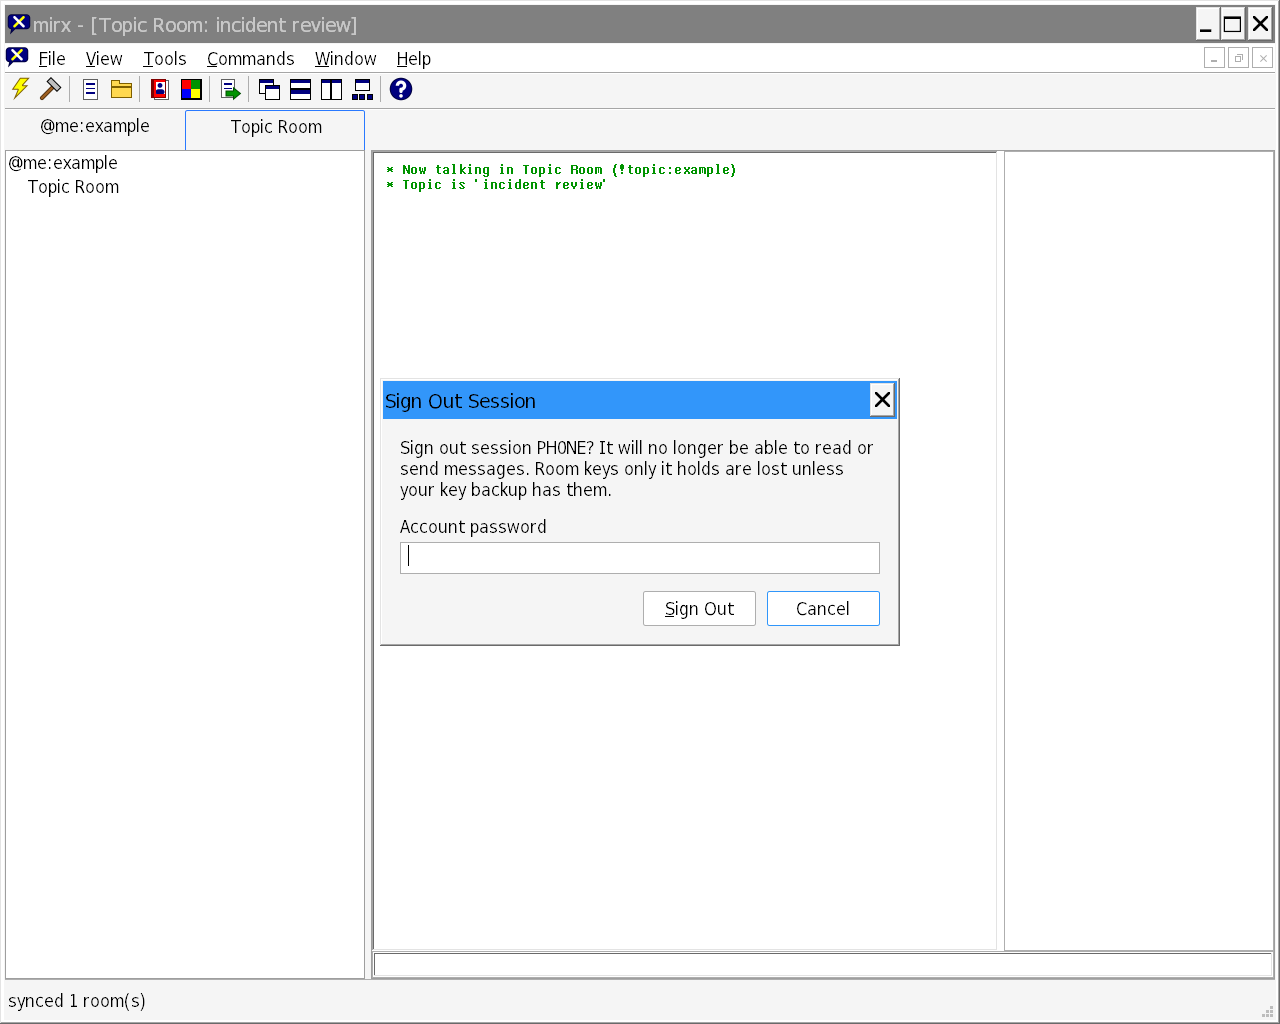 mirx - [Topic Room: incident review]
File View Tools Commands Window Help
@me:example Topic Room
@me:example
Topic Room
* Now talking in Topic Room (!topic:example)
* Topic is 'incident review'
Sign Out Session
Sign out session PHONE? It will no longer be able to read or
send messages. Room keys only it holds are lost unless
your key backup has them.
Account password
Sign Out Cancel
synced 1 room(s)